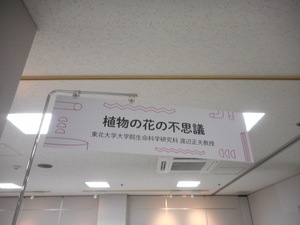 植物の花の不思議
東北大学大学院生命科学研究科 渡辺正夫教授